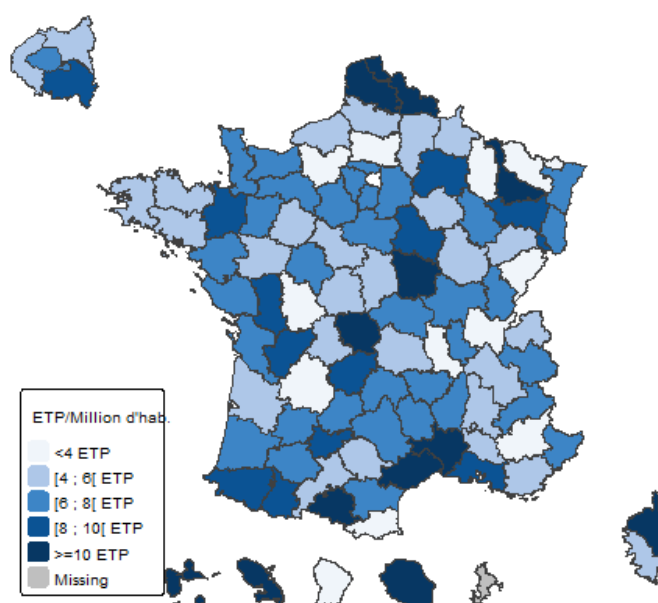 ETP/Million d'hab.
<4 ETP
[4 ; 6[ ETP
[6 ; 8[ ETP
[8 ; 10[ ETP
>=10 ETP
Missing